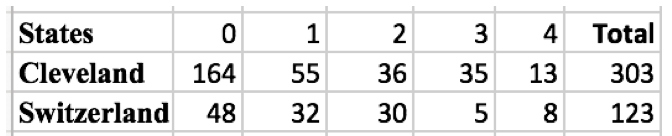 States 0 1 2 3 4 Total
Cleveland 164 55 36 35 13 303
Switzerland 48 32 30 5 8 123